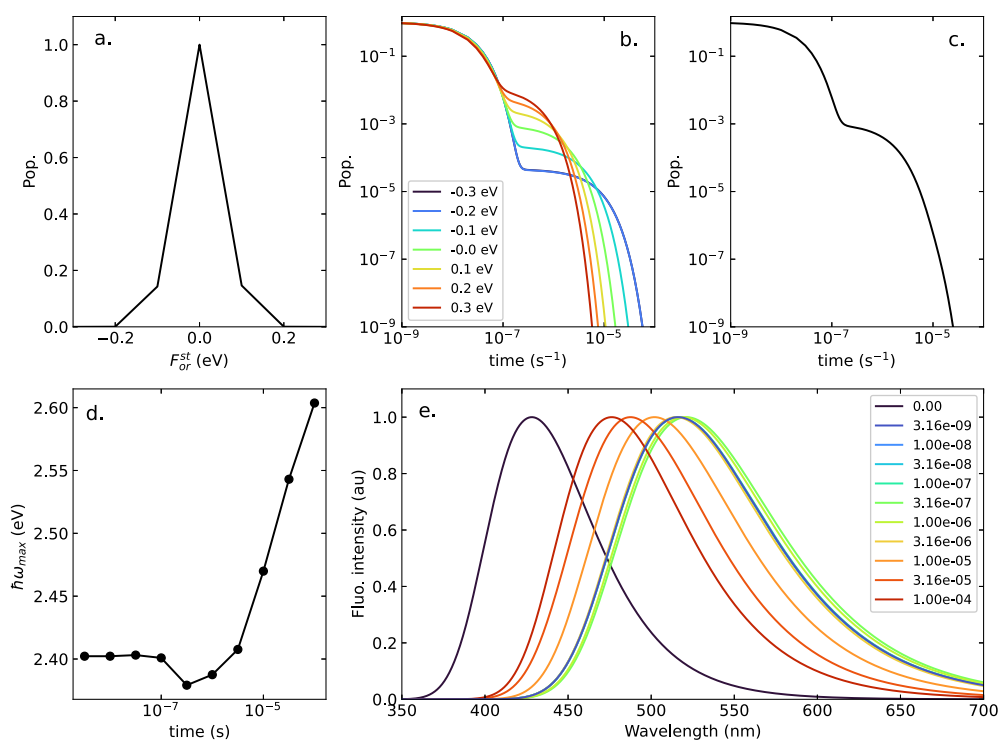 a.
1.0
0.8
0.6
0.4
0.2
0.0
Pop.
−0.2
0.0
0.2
F_{or}^{st} (eV)
b.
10⁻¹
10⁻³
10⁻⁵
10⁻⁷
10⁻⁹
Pop.
-0.3 eV
-0.2 eV
-0.1 eV
-0.0 eV
0.1 eV
0.2 eV
0.3 eV
10⁻⁹
10⁻⁷
10⁻⁵
time (s⁻¹)
c.
10⁻¹
10⁻³
10⁻⁵
10⁻⁷
10⁻⁹
Pop.
10⁻⁹
10⁻⁷
10⁻⁵
time (s⁻¹)
d.
2.60
2.55
2.50
2.45
2.40
ħω_{max} (eV)
10⁻⁷
10⁻⁵
time (s)
e.
1.0
0.8
0.6
0.4
0.2
0.0
Fluo. intensity (au)
0.00
3.16e-09
1.00e-08
3.16e-08
1.00e-07
3.16e-07
1.00e-06
3.16e-06
1.00e-05
3.16e-05
1.00e-04
350
400
450
500
550
600
650
700
Wavelength (nm)